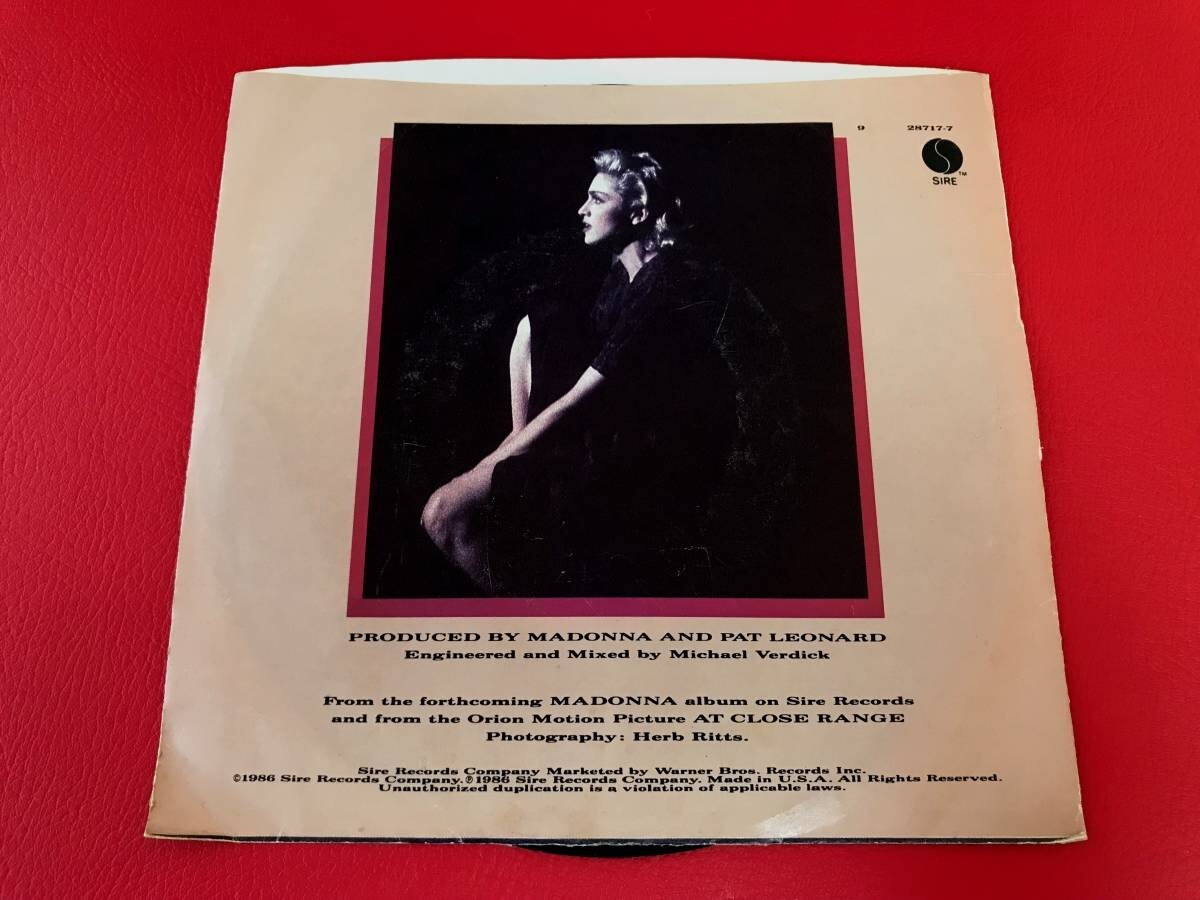 9 28717-7
SIRE™
PRODUCED BY MADONNA AND PAT LEONARD
Engineered and Mixed by Michael Verdick
From the forthcoming MADONNA album on Sire Records
and from the Orion Motion Picture AT CLOSE RANGE
Photography: Herb Ritts.
Sire Records Company Marketed by Warner Bros. Records Inc.
©1986 Sire Records Company. ℗1986 Sire Records Company. Made in U.S.A. All Rights Reserved.
Unauthorized duplication is a violation of applicable laws.